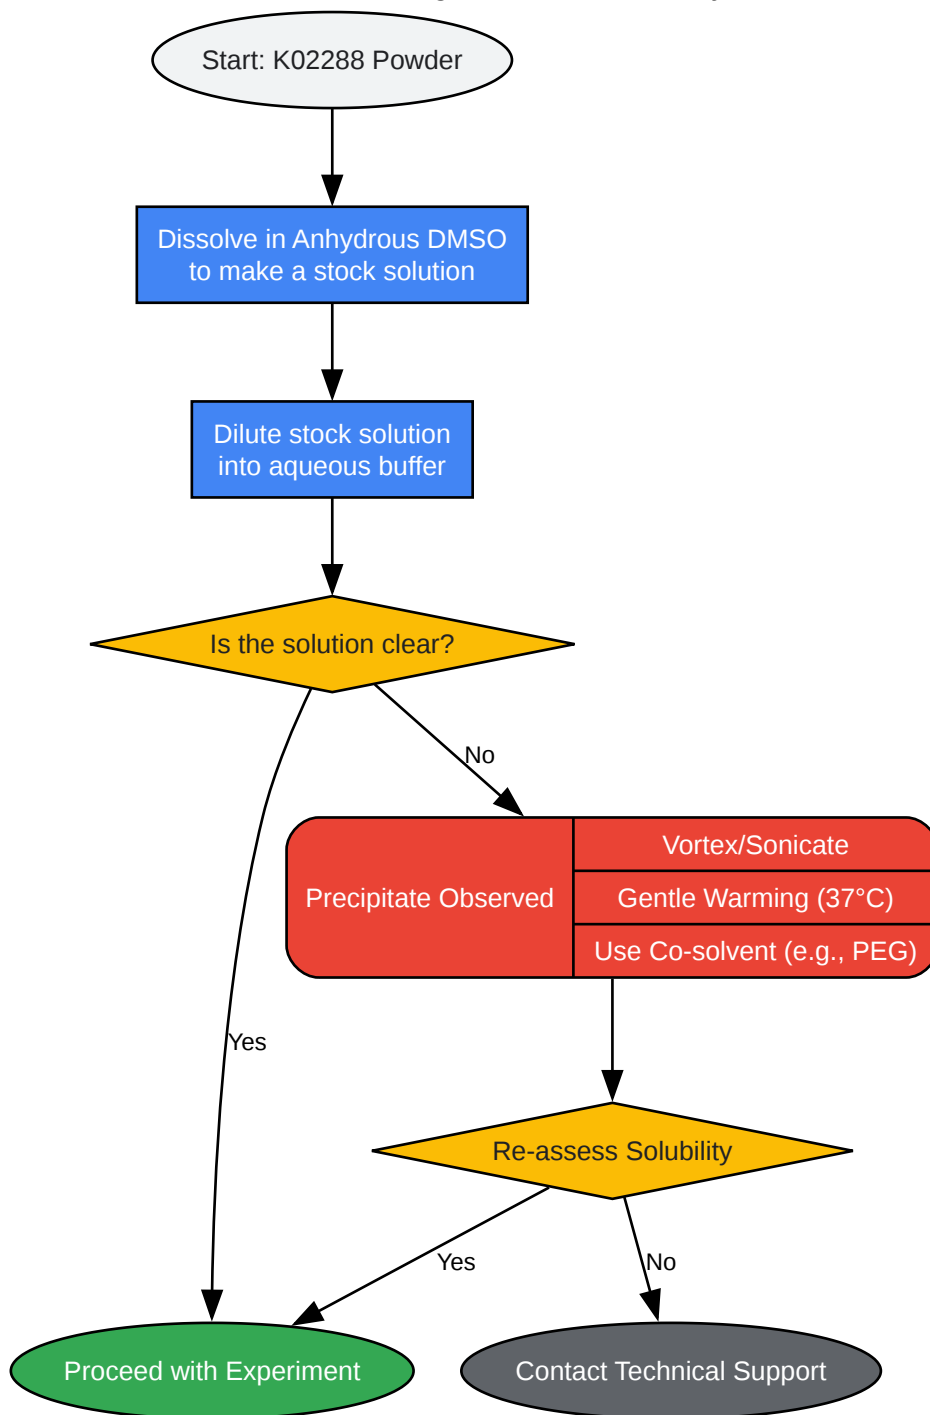 Start: K02288 Powder
Dissolve in Anhydrous DMSO
to make a stock solution
Dilute stock solution
into aqueous buffer
Is the solution clear?
No
Precipitate Observed
Vortex/Sonicate
Gentle Warming (37°C)
Use Co-solvent (e.g., PEG)
Yes
Re-assess Solubility
Yes
No
Proceed with Experiment
Contact Technical Support